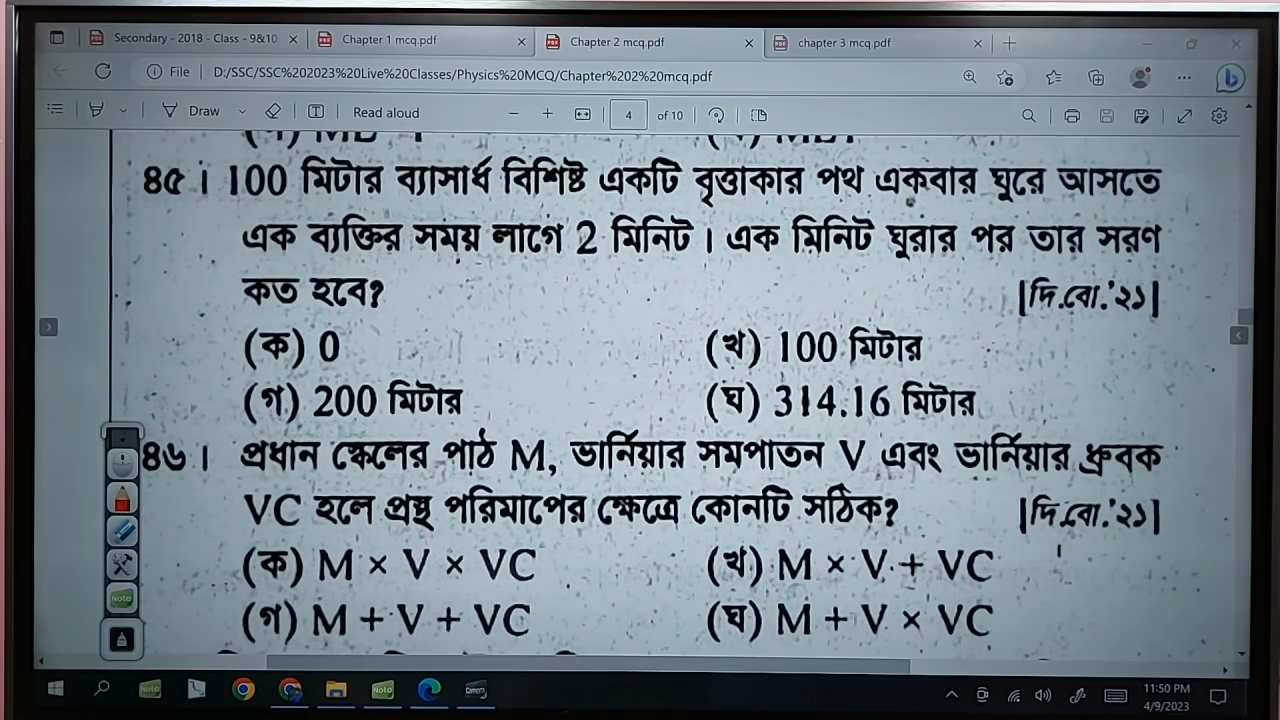 Secondary - 2018 - Class - 9&10
Chapter 1 mcq.pdf
Chapter 2 mcq.pdf
chapter 3 mcq.pdf
File
D:/SSC/SSC%202023%20Live%20Classes/Physics%20MCQ/Chapter%202%20mcq.pdf
Draw
Read aloud
4 of 10
৪৫। 100 মিটার ব্যাসার্ধ বিশিষ্ট একটি বৃত্তাকার পথ একবার ঘুরে আসতে
এক ব্যক্তির সময় লাগে 2 মিনিট। এক মিনিট ঘুরার পর তার সরণ
কত হবে? [দি.বো.'২১]
(ক) 0 (খ) 100 মিটার
(গ) 200 মিটার (ঘ) 314.16 মিটার
৪৬। প্রধান স্কেলের পাঠ M, ভার্নিয়ার সমপাতন V এবং ভার্নিয়ার ধ্রুবক
VC হলে প্রস্থ পরিমাপের ক্ষেত্রে কোনটি সঠিক? [দি.বো.'২১]
(ক) M × V × VC (খ) M × V + VC
(গ) M + V + VC (ঘ) M + V × VC
Note
Note
Note
Camera
11:50 PM
4/9/2023